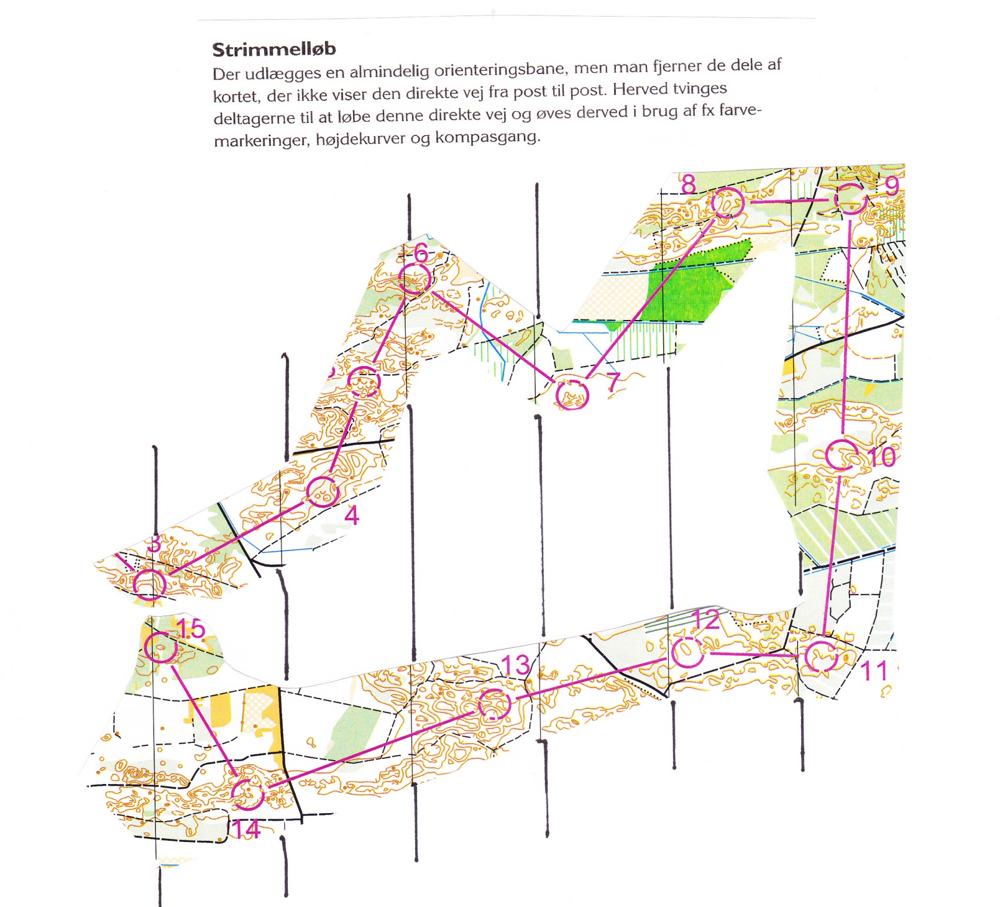 Strimmelløb
Der udlægges en almindelig orienteringsbane, men man fjerner de dele af
kortet, der ikke viser den direkte vej fra post til post. Herved tvinges
deltagerne til at løbe denne direkte vej og øves derved i brug af fx farve-
markeringer, højdekurver og kompasgang.
8
9
6
7
10
4
3
12
15
13
11
14